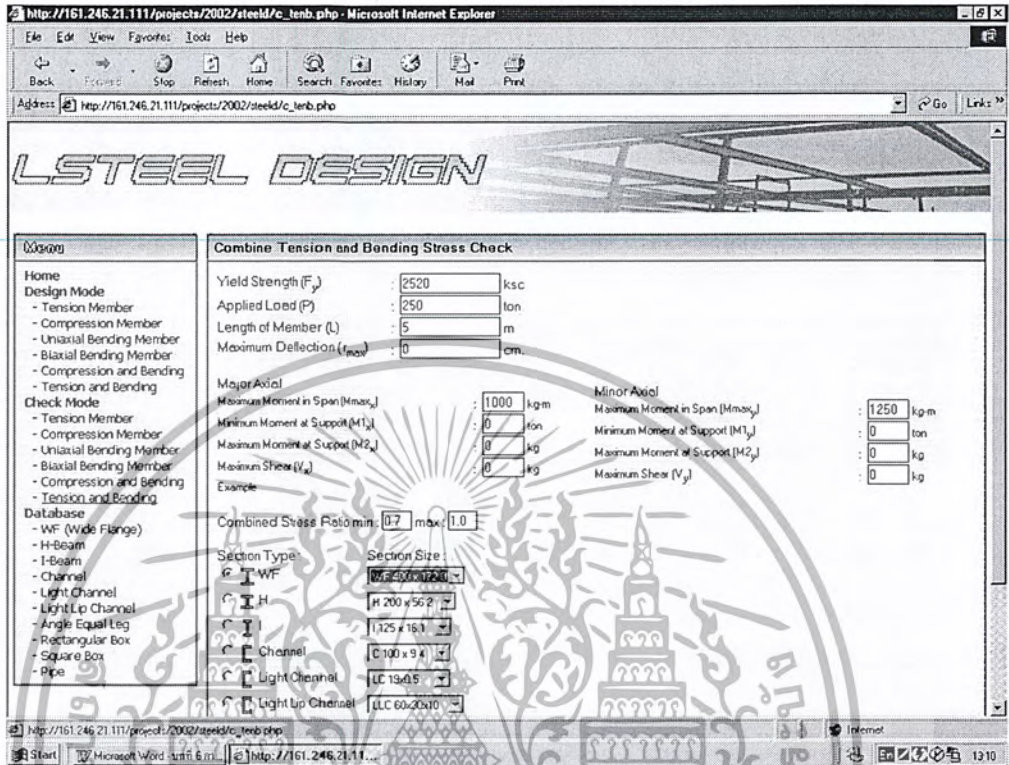 http://161.246.21.111/projects/2002/steeld/c_tenb.php - Microsoft Internet Explorer
File Edit View Favorites Tools Help
Back Forward Stop Refresh Home Search Favorites History Mail Print
Address http://161.246.21.111/projects/2002/steeld/c_tenb.php Go Links »
LSTEEL DESIGN
Menu
Home
Design Mode
- Tension Member
- Compression Member
- Uniaxial Bending Member
- Biaxial Bending Member
- Compression and Bending
- Tension and Bending
Check Mode
- Tension Member
- Compression Member
- Uniaxial Bending Member
- Biaxial Bending Member
- Compression and Bending
- Tension and Bending
Database
- WF (Wide Flange)
- H-Beam
- I-Beam
- Channel
- Light Channel
- Light Lip Channel
- Angle Equal Leg
- Rectangular Box
- Square Box
- Pipe
Combine Tension and Bending Stress Check
Yield Strength (Fy) : 2520 ksc
Applied Load (P) : 250 ton
Length of Member (L) : 5 m
Maximum Deflection (rmax) : 0 cm.
Major Axial
Maximum Moment in Span (Mmaxx) : 1000 kg-m
Minimum Moment at Support (M1x) : 0 ton
Maximum Moment at Support (M2x) : 0 kg
Maximum Shear (Vx) : 0 kg
Example
Minor Axial
Maximum Moment in Span (Mmaxy) : 1250 kg-m
Minimum Moment at Support (M1y) : 0 ton
Maximum Moment at Support (M2y) : 0 kg
Maximum Shear (Vy) : 0 kg
Combined Stress Ratio min : 0.7 max : 1.0
Section Type : Section Size :
WF WF 400 x 172.0
H H 200 x 56.2
I I 125 x 16.1
Channel C 100 x 9.4
Light Channel LC 19x0.5
Light Lip Channel LLC 60x20x10
http://161.246.21.111/projects/2002/steeld/c_tenb.php Internet
Start Microsoft Word - http://161.246.21.11... En 13:10